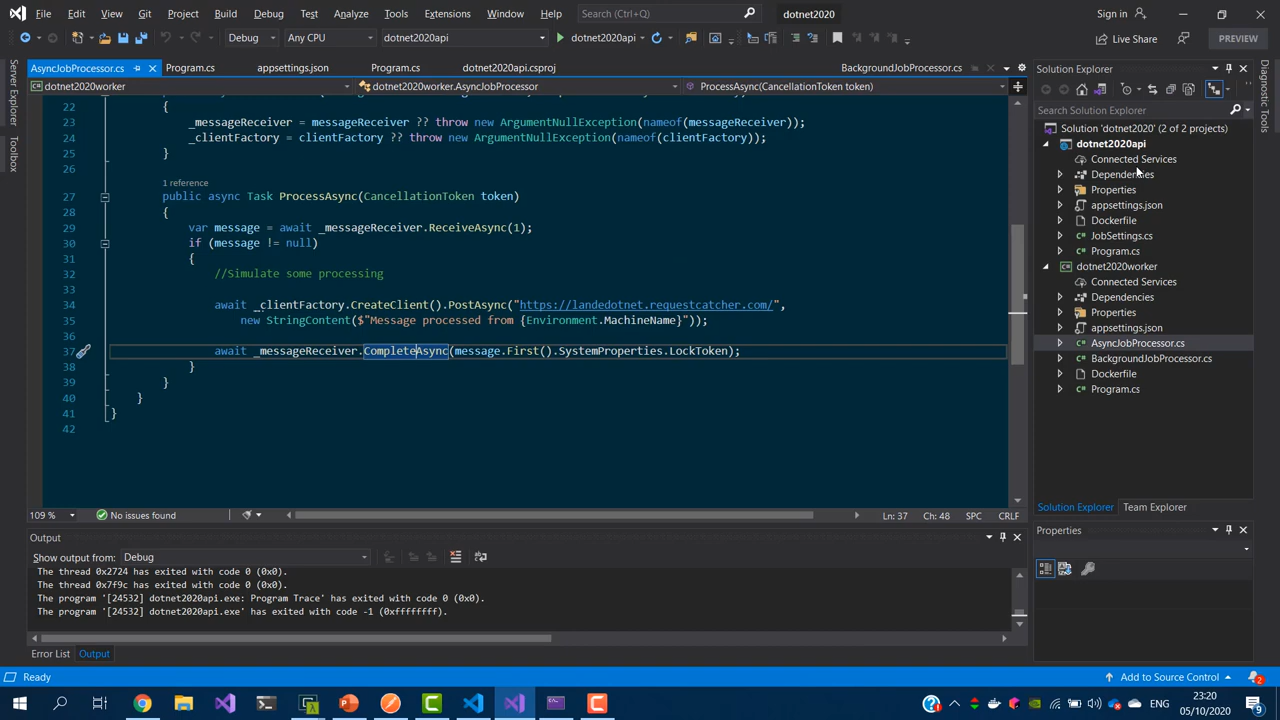 File Edit View Git Project Build Debug Test Analyze Tools Extensions Window Help Search (Ctrl+Q) dotnet2020 Sign in
Debug Any CPU dotnet2020api dotnet2020api Live Share PREVIEW
AsyncJobProcessor.cs Program.cs appsettings.json Program.cs dotnet2020api.csproj BackgroundJobProcessor.cs
dotnet2020worker dotnet2020worker.AsyncJobProcessor ProcessAsync(CancellationToken token)
Server Explorer
Toolbox
22 {
23 _messageReceiver = messageReceiver ?? throw new ArgumentNullException(nameof(messageReceiver));
24 _clientFactory = clientFactory ?? throw new ArgumentNullException(nameof(clientFactory));
25 }
26
1 reference
27 public async Task ProcessAsync(CancellationToken token)
28 {
29 var message = await _messageReceiver.ReceiveAsync(1);
30 if (message != null)
31 {
32 //Simulate some processing
33
34 await _clientFactory.CreateClient().PostAsync("https://landedotnet.requestcatcher.com/",
35 new StringContent($"Message processed from {Environment.MachineName}"));
36
37 await _messageReceiver.CompleteAsync(message.First().SystemProperties.LockToken);
38 }
39 }
40 }
41 }
42
109 % No issues found Ln: 37 Ch: 48 SPC CRLF
Output
Show output from: Debug
The thread 0x2724 has exited with code 0 (0x0).
The thread 0x7f9c has exited with code 0 (0x0).
The program '[24532] dotnet2020api.exe: Program Trace' has exited with code 0 (0x0).
The program '[24532] dotnet2020api.exe' has exited with code -1 (0xffffffff).
Error List Output
Solution Explorer
Search Solution Explorer
Solution 'dotnet2020' (2 of 2 projects)
dotnet2020api
Connected Services
Dependencies
Properties
appsettings.json
Dockerfile
JobSettings.cs
Program.cs
dotnet2020worker
Connected Services
Dependencies
Properties
appsettings.json
AsyncJobProcessor.cs
BackgroundJobProcessor.cs
Dockerfile
Program.cs
Solution Explorer Team Explorer
Properties
Diagnostic Tools
Ready Add to Source Control 2
ENG 23:20
05/10/2020 9